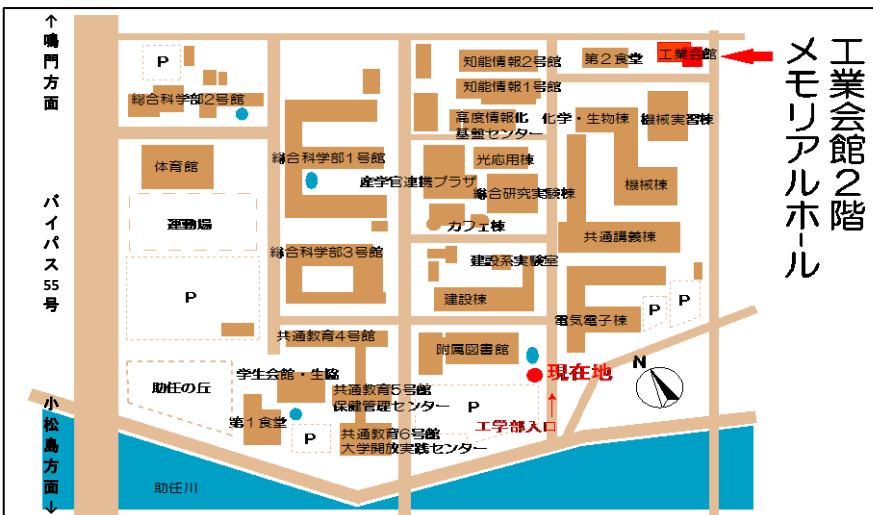 ↑鳴門方面
バイパス55号
小松島方面↓
P
総合科学部2号館
体育館
運動場
P
助任の丘
総合科学部1号館
総合科学部3号館
共通教育4号館
学生会館・生協
第1食堂
P
共通教育5号館
保健管理センター
共通教育6号館
大学開放実践センター
助任川
知能情報2号館
知能情報1号館
高度情報化
基盤センター
産学官連携プラザ
光応用棟
総合研究実験棟
カフェ棟
建設系実験室
建設棟
附属図書館
P
現在地
↑
工学部入口
第2食堂
工業会館
化学・生物棟
機械実習棟
機械棟
共通講義棟
電気電子棟
P
P
N
工業会館2階
メモリアルホール